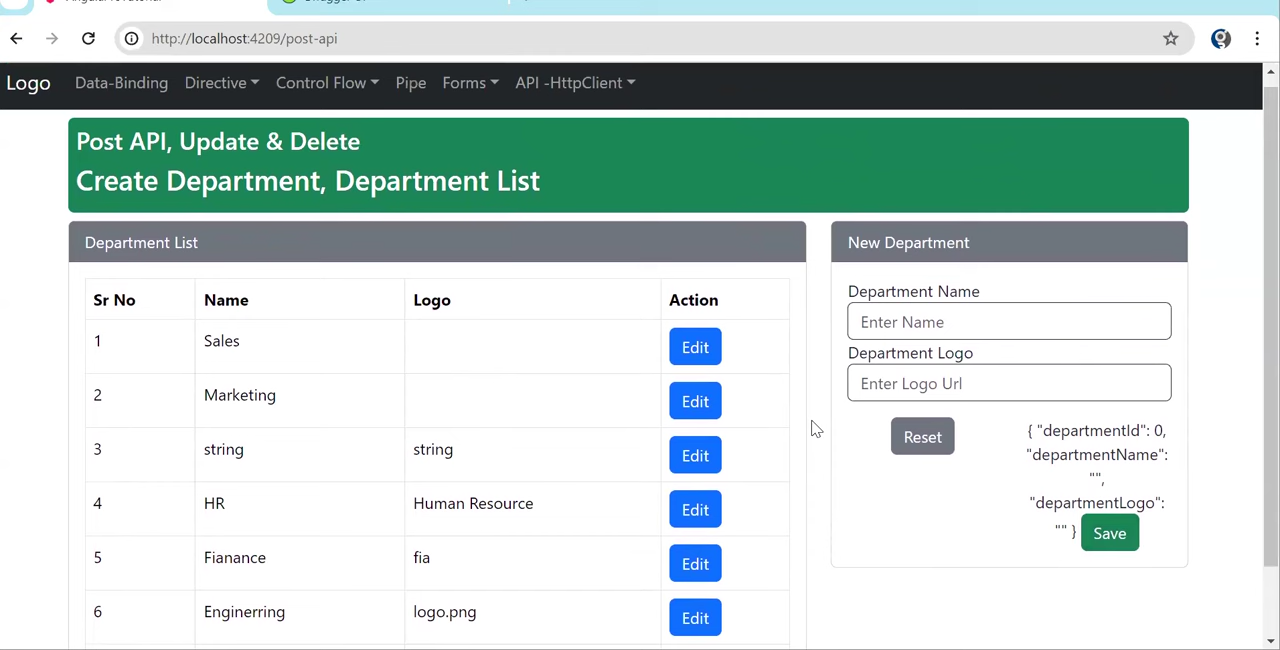 http://localhost:4209/post-api
Logo Data-Binding Directive Control Flow Pipe Forms API -HttpClient
Post API, Update & Delete
Create Department, Department List
Department List
Sr No Name Logo Action
1 Sales Edit
2 Marketing Edit
3 string string Edit
4 HR Human Resource Edit
5 Fianance fia Edit
6 Enginerring logo.png Edit
New Department
Department Name
Enter Name
Department Logo
Enter Logo Url
Reset
{ "departmentId": 0,
"departmentName":
"",
"departmentLogo":
"" } Save